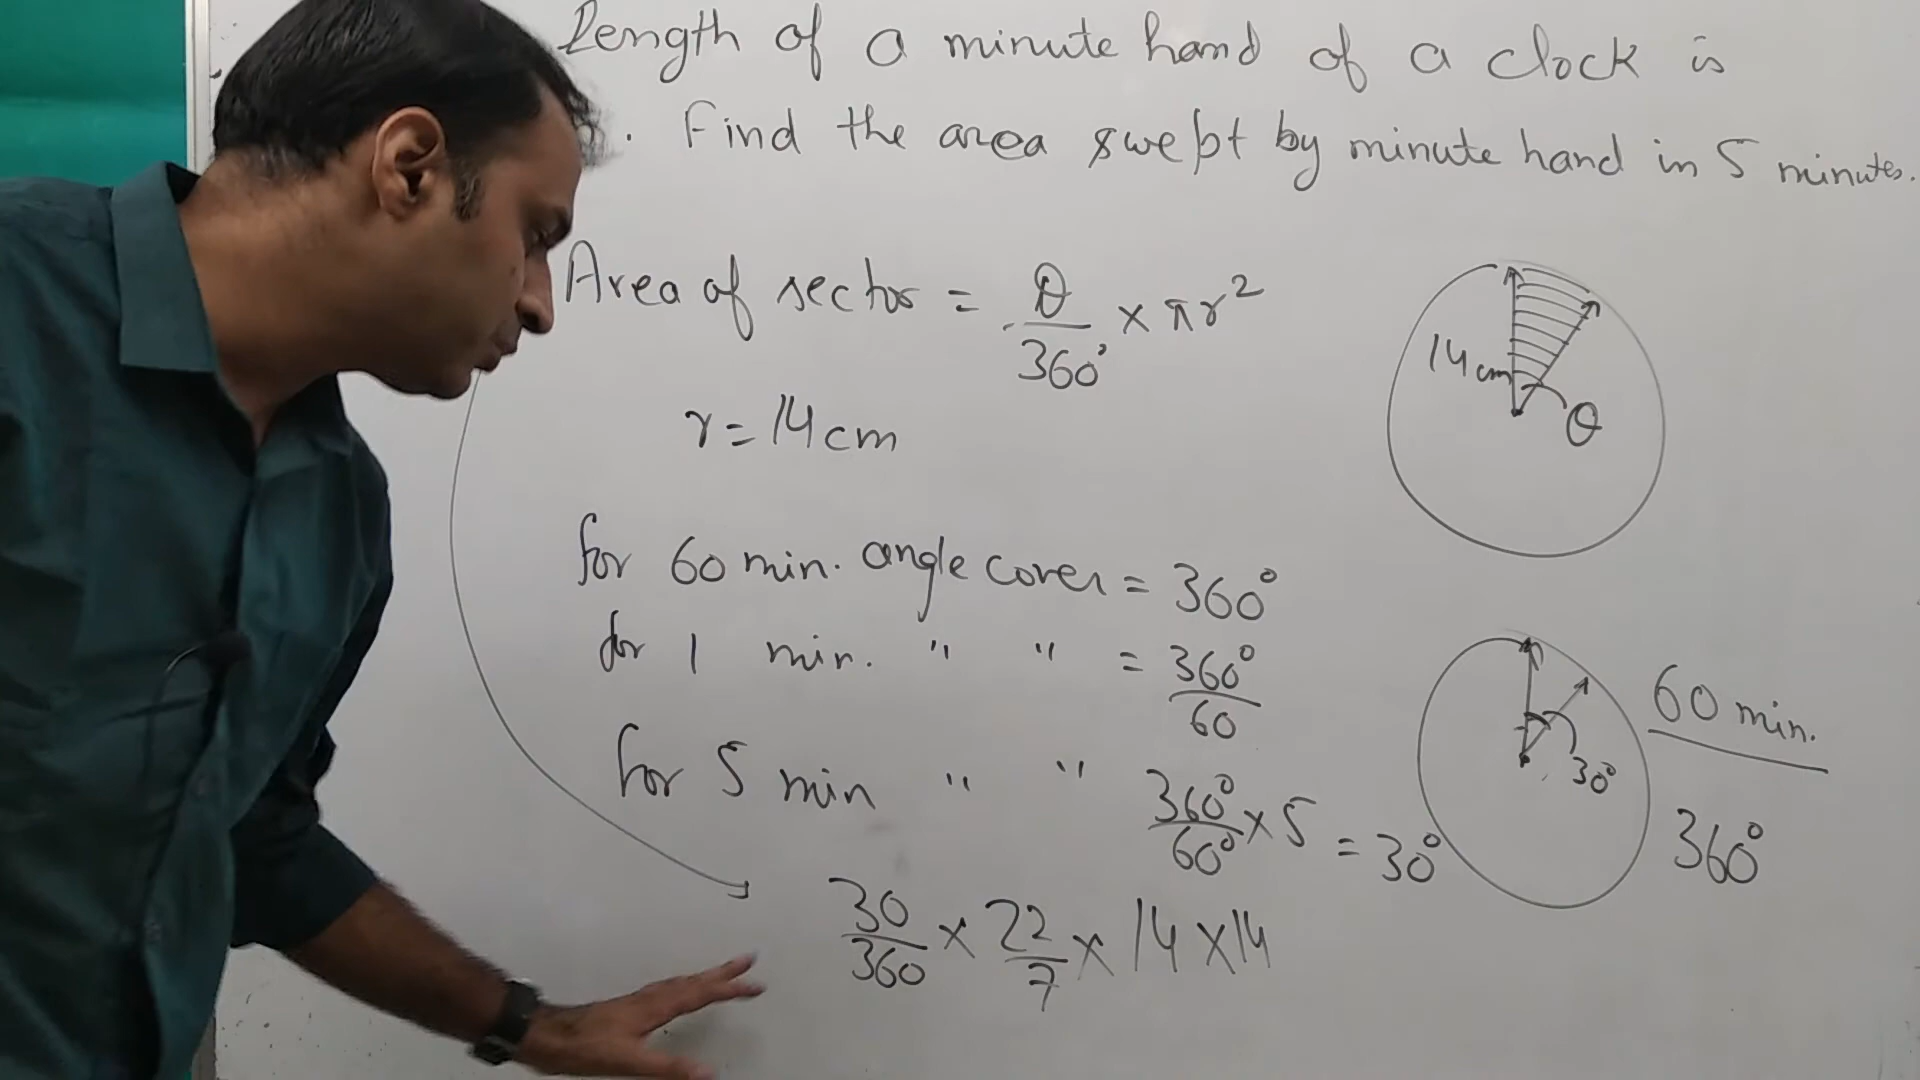 Length of a minute hand of a clock is
. Find the area swept by minute hand in 5 minutes.
Area of sector = θ/360° × πr²
r = 14 cm
14 cm
θ
for 60 min. angle cover = 360°
for 1 min. " " = 360°/60
for 5 min " " 360°/60° × 5 = 30°
30/360 × 22/7 × 14 × 14
60 min.
30°
360°